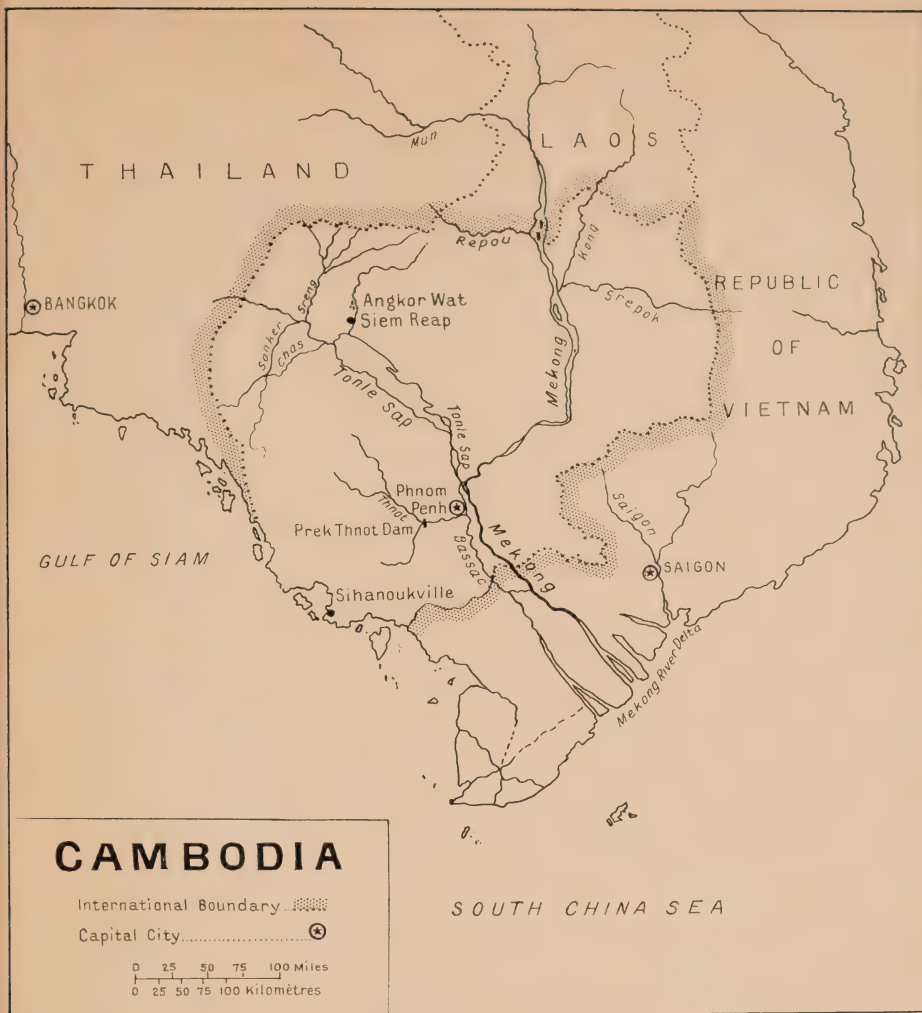 Mun
LAOS
THAILAND
Repou
Kong
REPUBLIC
OF
VIETNAM
BANGKOK
Sreng
Angkor Wat
Siem Reap
Srepok
Sanker
Chas
Tonle Sap
Mekong
Tonle Sap
Phnom
Penh
Thnot
Prek Thnot Dam
Bassac
Mekong
Saigon
SAIGON
GULF OF SIAM
Sihanoukville
Mekong River Delta
SOUTH CHINA SEA
CAMBODIA
International Boundary...
Capital City......................
0 25 50 75 100 Miles
0 25 50 75 100 Kilomètres